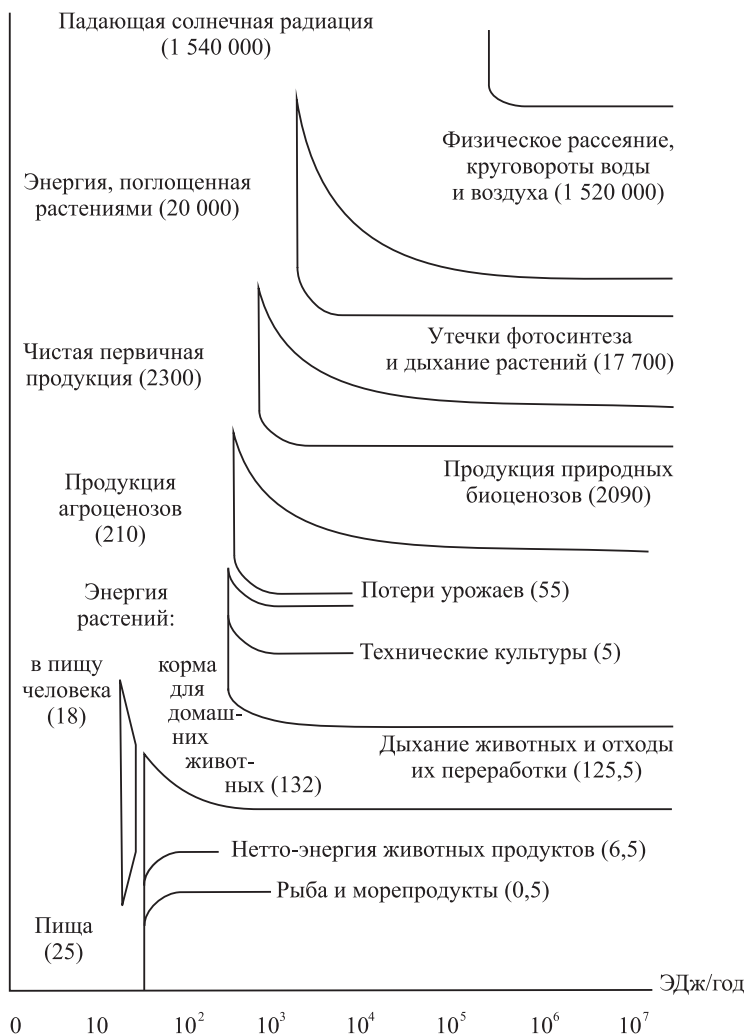 Падающая солнечная радиация
(1 540 000)
Физическое рассеяние,
круговороты воды
и воздуха (1 520 000)
Энергия, поглощенная
растениями (20 000)
Утечки фотосинтеза
и дыхание растений (17 700)
Чистая первичная
продукция (2300)
Продукция природных
биоценозов (2090)
Продукция
агроценозов
(210)
Потери урожаев (55)
Энергия
растений:
Технические культуры (5)
в пищу
человека
(18)
корма
для
домаш-
них
живот-
ных (132)
Дыхание животных и отходы
их переработки (125,5)
Нетто-энергия животных продуктов (6,5)
Рыба и морепродукты (0,5)
Пища
(25)
ЭДж/год
0 10 10² 10³ 10⁴ 10⁵ 10⁶ 10⁷